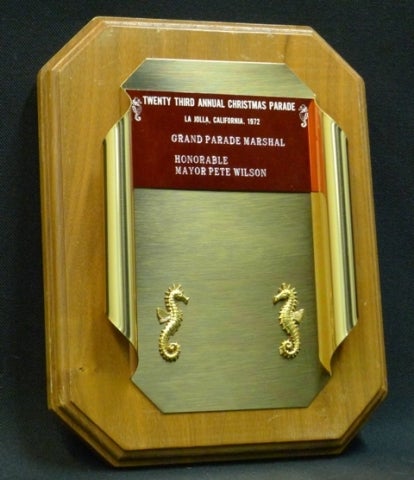 TWENTY THIRD ANNUAL CHRISTMAS PARADE
LA JOLLA, CALIFORNIA. 1972
GRAND PARADE MARSHAL
HONORABLE
MAYOR PETE WILSON